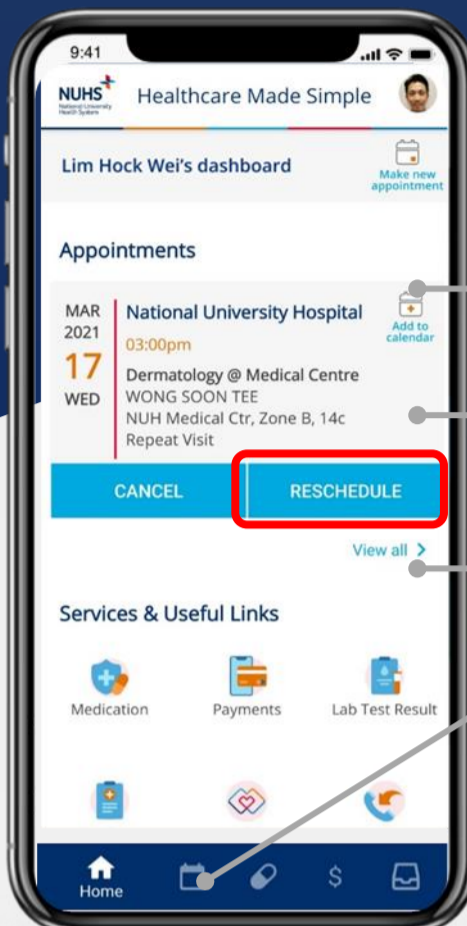 9:41
NUHS
National University
Health System
Healthcare Made Simple
Lim Hock Wei's dashboard
Make new
appointment
Appointments
MAR
2021
17
WED
National University Hospital
03:00pm
Dermatology @ Medical Centre
WONG SOON TEE
NUH Medical Ctr, Zone B, 14c
Repeat Visit
Add to
calendar
CANCEL
RESCHEDULE
View all >
Services & Useful Links
Medication
Payments
Lab Test Result
Home
$